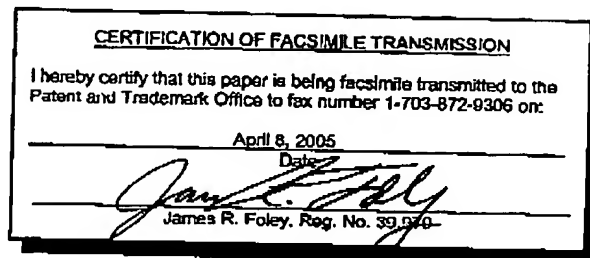 CERTIFICATION OF FACSIMILE TRANSMISSION
I hereby certify that this paper is being facsimile transmitted to the
Patent and Trademark Office to fax number 1-703-872-9306 on:
April 8, 2005
Date
James R. Foley, Reg. No.